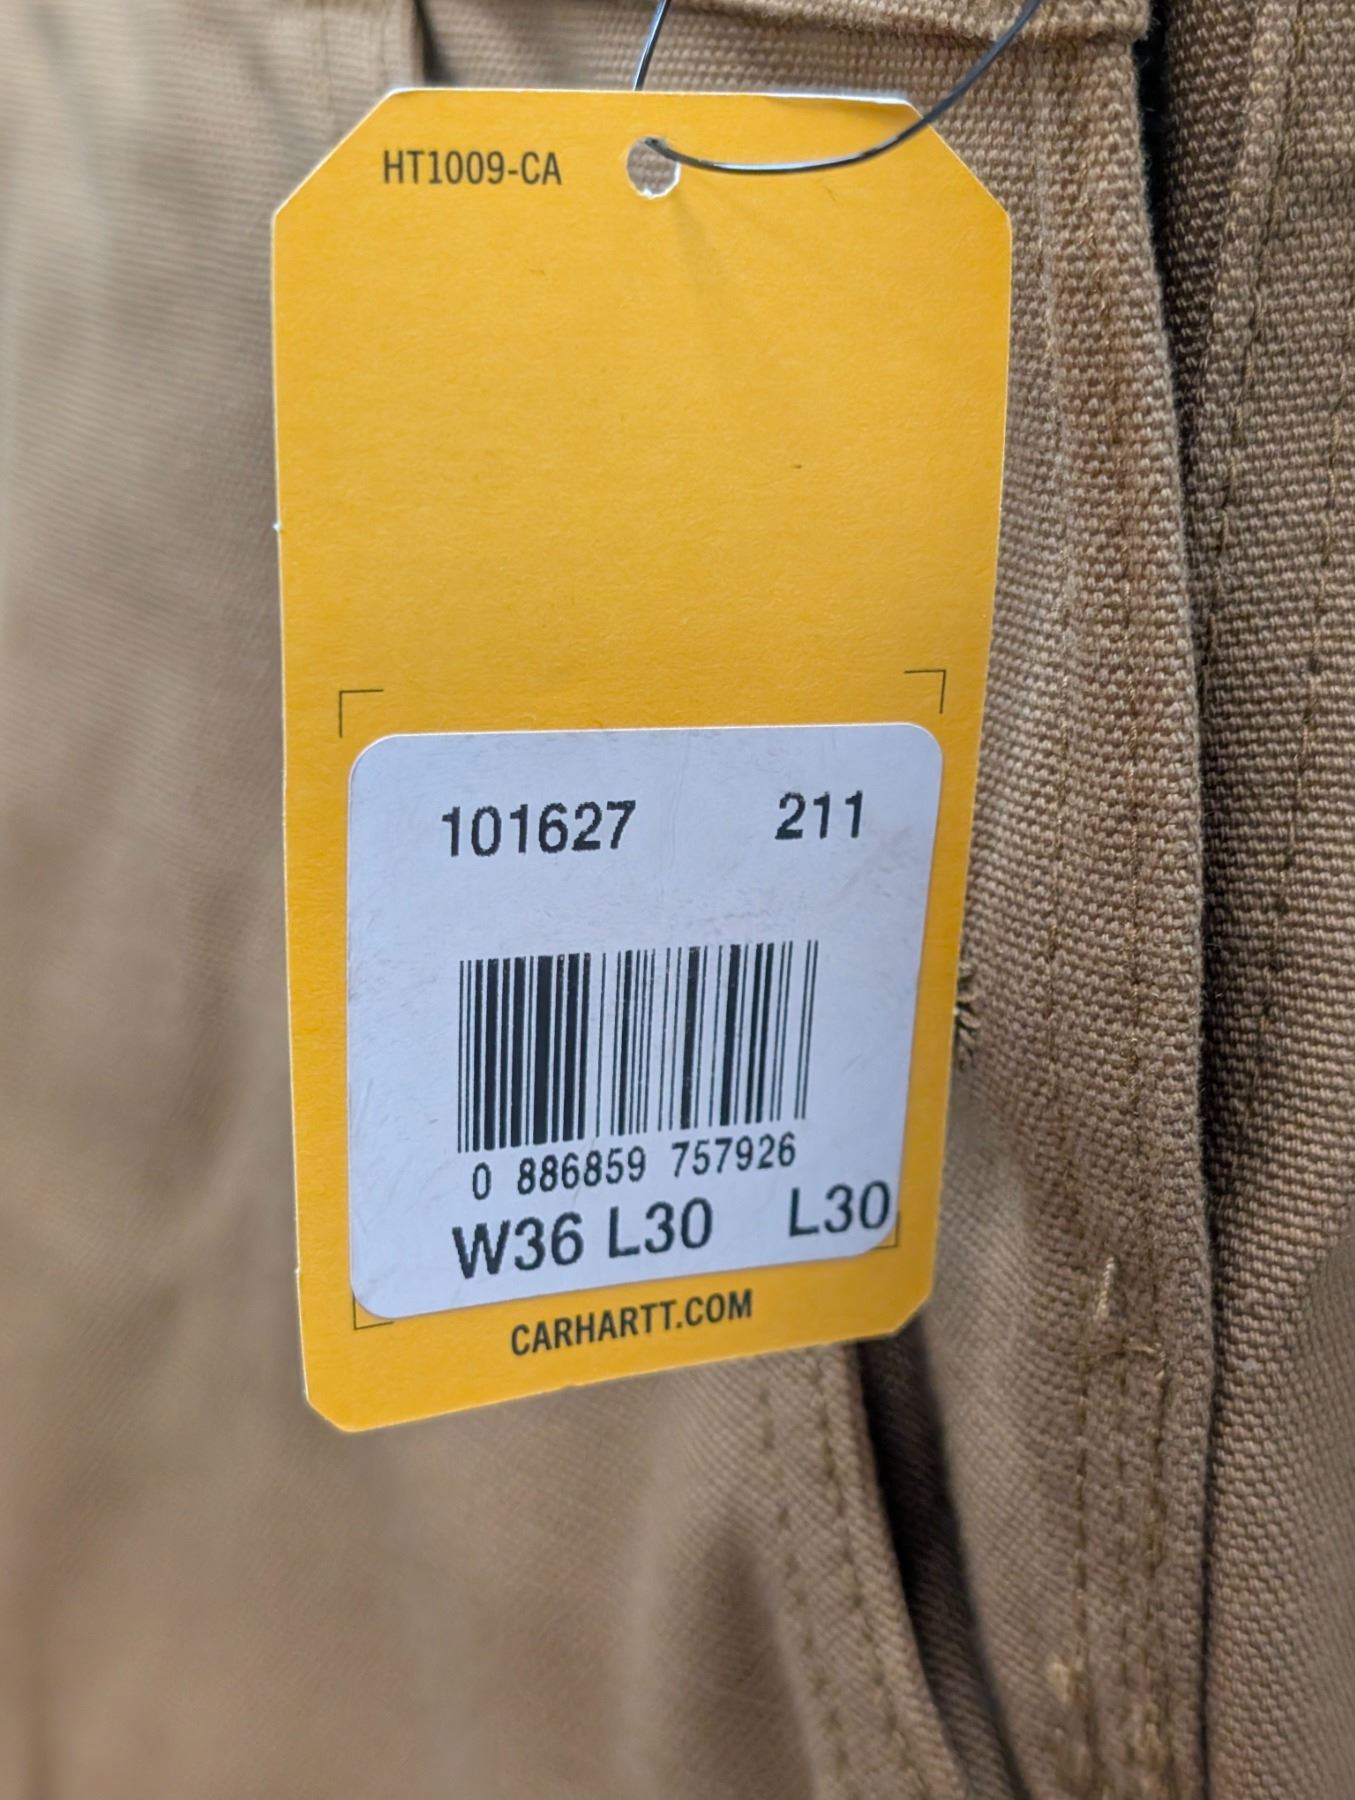 HT1009-CA
101627 211
0 886859 757926
W36 L30 L30
CARHARTT.COM